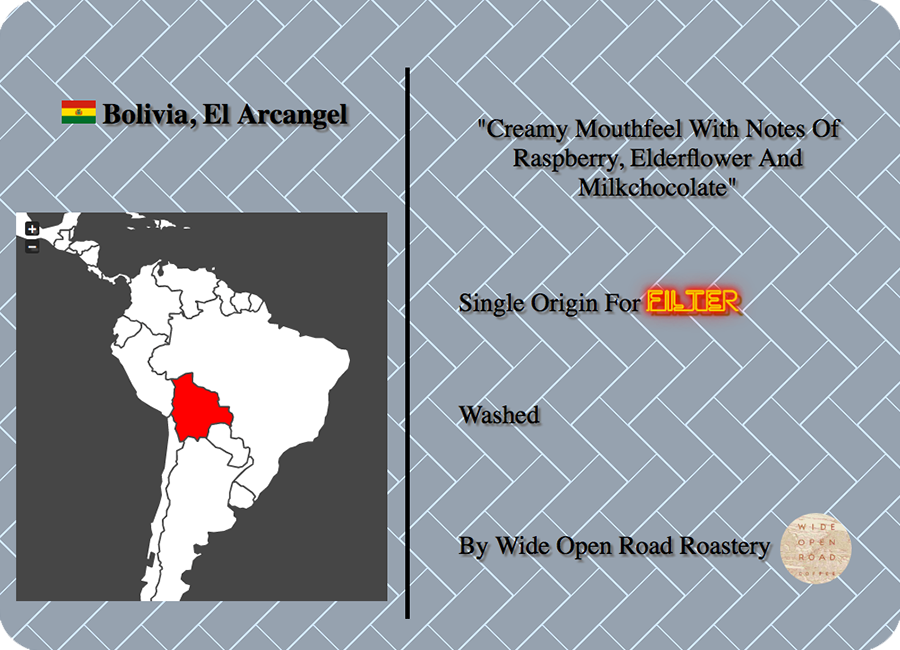 Bolivia, El Arcangel
"Creamy Mouthfeel With Notes Of
Raspberry, Elderflower And
Milkchocolate"
Single Origin For FILTER
Washed
By Wide Open Road Roastery
WIDE
OPEN
ROAD
COFFEE